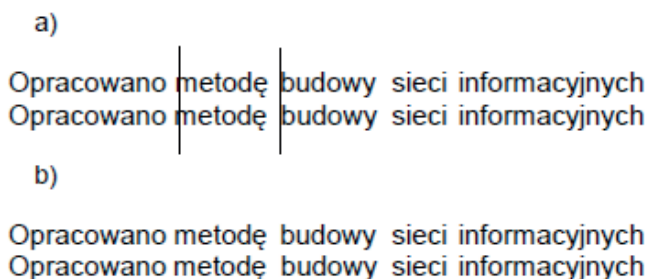 a)
Opracowano metodę budowy sieci informacyjnych
Opracowano metodę budowy sieci informacyjnych
b)
Opracowano metodę budowy sieci informacyjnych
Opracowano metodę budowy sieci informacyjnych